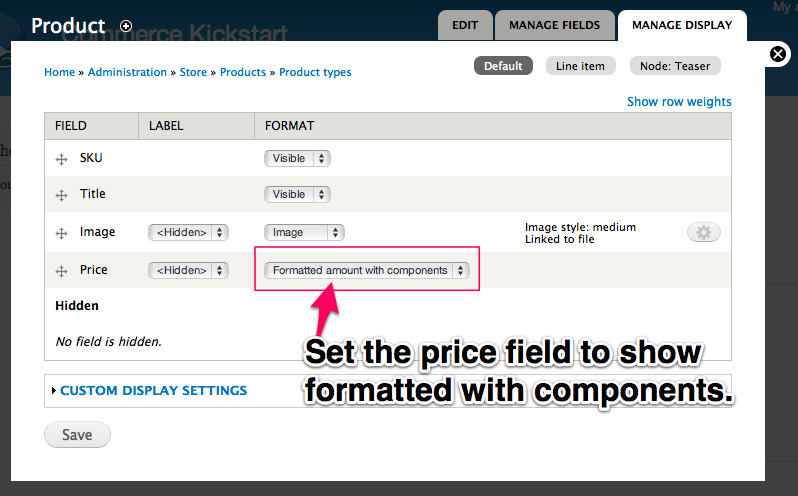 My a
Commerce Kickstart
Product
EDIT
MANAGE FIELDS
MANAGE DISPLAY
Home » Administration » Store » Products » Product types
Default
Line item
Node: Teaser
Show row weights
FIELD LABEL FORMAT
SKU Visible
Title Visible
Image <Hidden> Image Image style: medium
Linked to file
Price <Hidden> Formatted amount with components
Hidden
No field is hidden.
Set the price field to show
formatted with components.
CUSTOM DISPLAY SETTINGS
Save